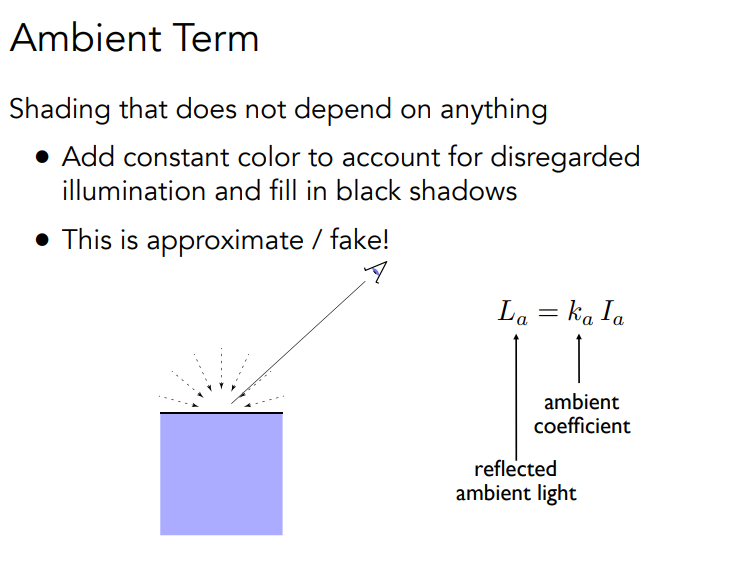 Ambient Term
Shading that does not depend on anything
● Add constant color to account for disregarded
illumination and fill in black shadows
● This is approximate / fake!
L_a = k_a I_a
ambient
coefficient
reflected
ambient light